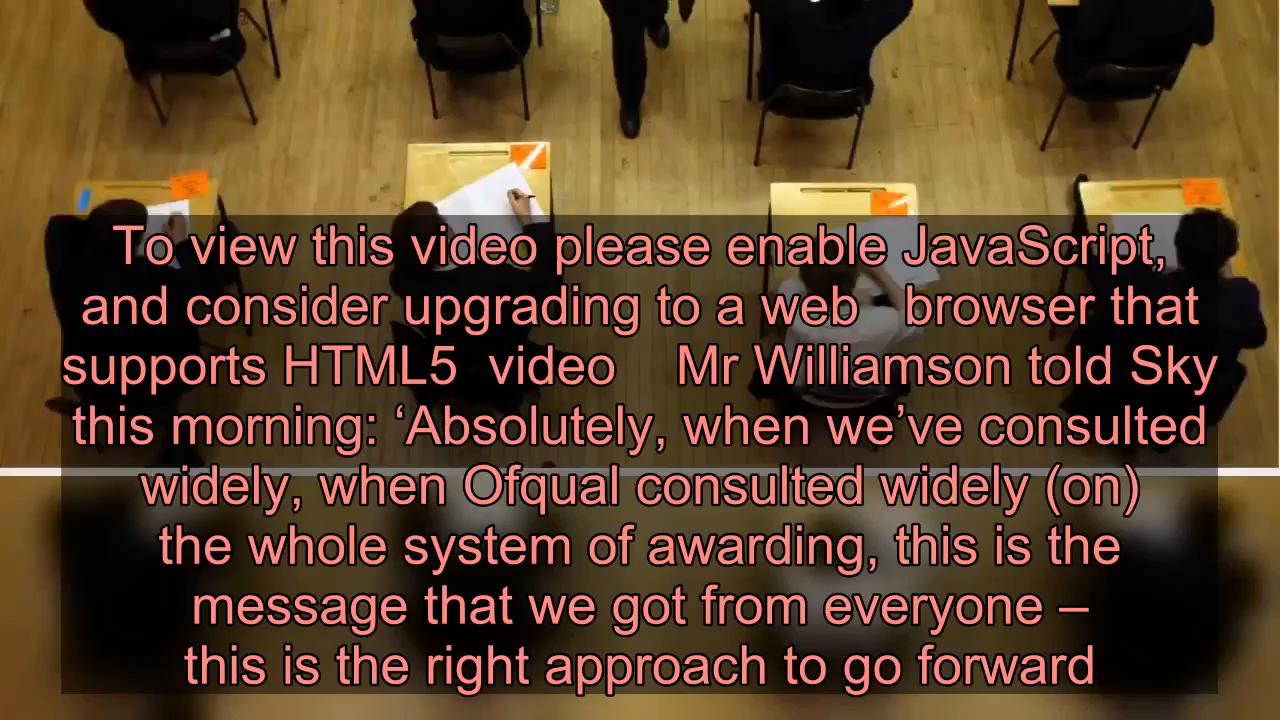 To view this video please enable JavaScript,
and consider upgrading to a web   browser that
supports HTML5  video    Mr Williamson told Sky
this morning: ‘Absolutely, when we’ve consulted
widely, when Ofqual consulted widely (on)
the whole system of awarding, this is the
message that we got from everyone –
this is the right approach to go forward